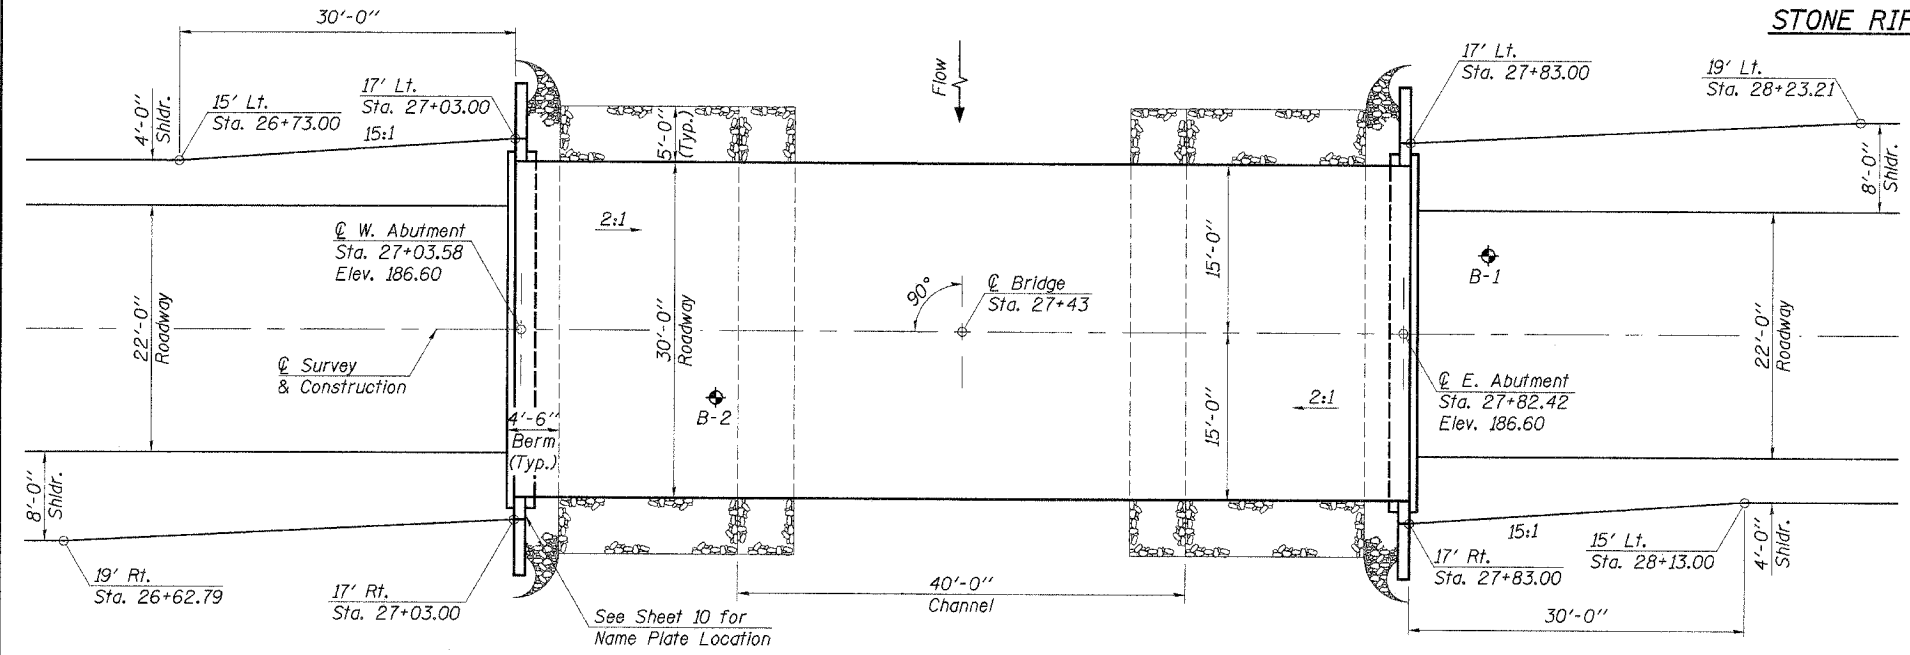 30'-0"
STONE RIP
4'-0"
Shldr.
15' Lt.
Sta. 26+73.00
17' Lt.
Sta. 27+03.00
15:1
5'-0"
(Typ.)
Flow
17' Lt.
Sta. 27+83.00
19' Lt.
Sta. 28+23.21
8'-0"
Shldr.
22'-0"
Roadway
℄ W. Abutment
Sta. 27+03.58
Elev. 186.60
2:1
30'-0"
Roadway
90°
℄ Bridge
Sta. 27+43
15'-0"
B-1
℄ Survey
& Construction
B-2
4'-6"
Berm
(Typ.)
15'-0"
2:1
℄ E. Abutment
Sta. 27+82.42
Elev. 186.60
22'-0"
Roadway
8'-0"
Shldr.
19' Rt.
Sta. 26+62.79
17' Rt.
Sta. 27+03.00
See Sheet 10 for
Name Plate Location
40'-0"
Channel
17' Rt.
Sta. 27+83.00
15:1
15' Lt.
Sta. 28+13.00
4'-0"
Shldr.
30'-0"